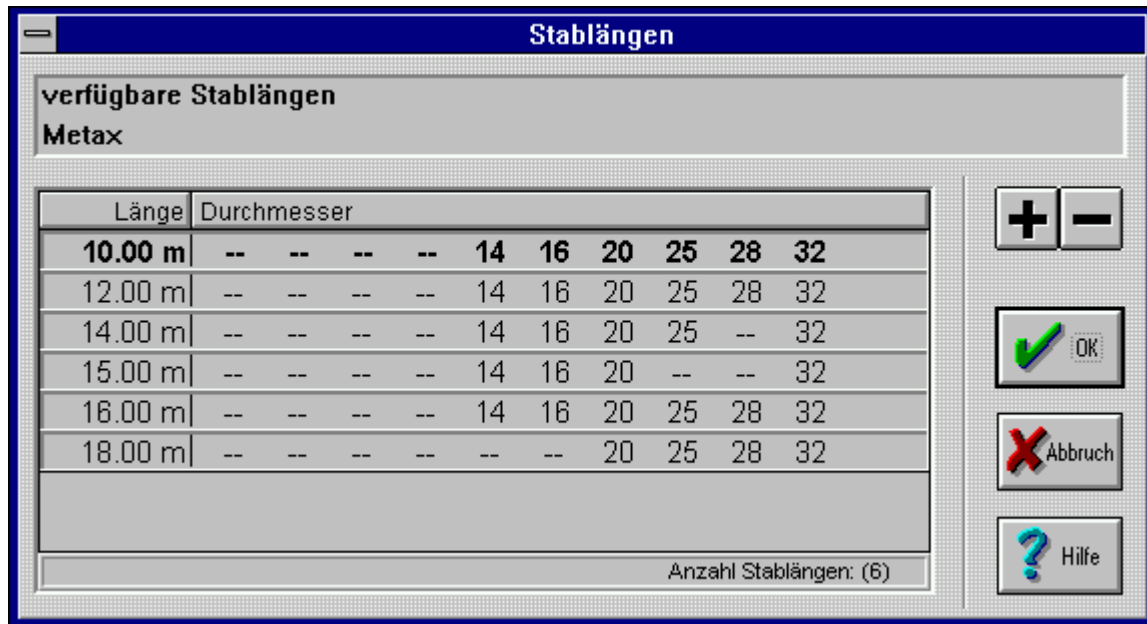 Stablängen
verfügbare Stablängen
Metax
Länge Durchmesser
10.00 m -- -- -- -- 14 16 20 25 28 32
12.00 m -- -- -- -- 14 16 20 25 28 32
14.00 m -- -- -- -- 14 16 20 25 -- 32
15.00 m -- -- -- -- 14 16 20 -- -- 32
16.00 m -- -- -- -- 14 16 20 25 28 32
18.00 m -- -- -- -- -- -- 20 25 28 32
Anzahl Stablängen: (6)
OK
Abbruch
Hilfe